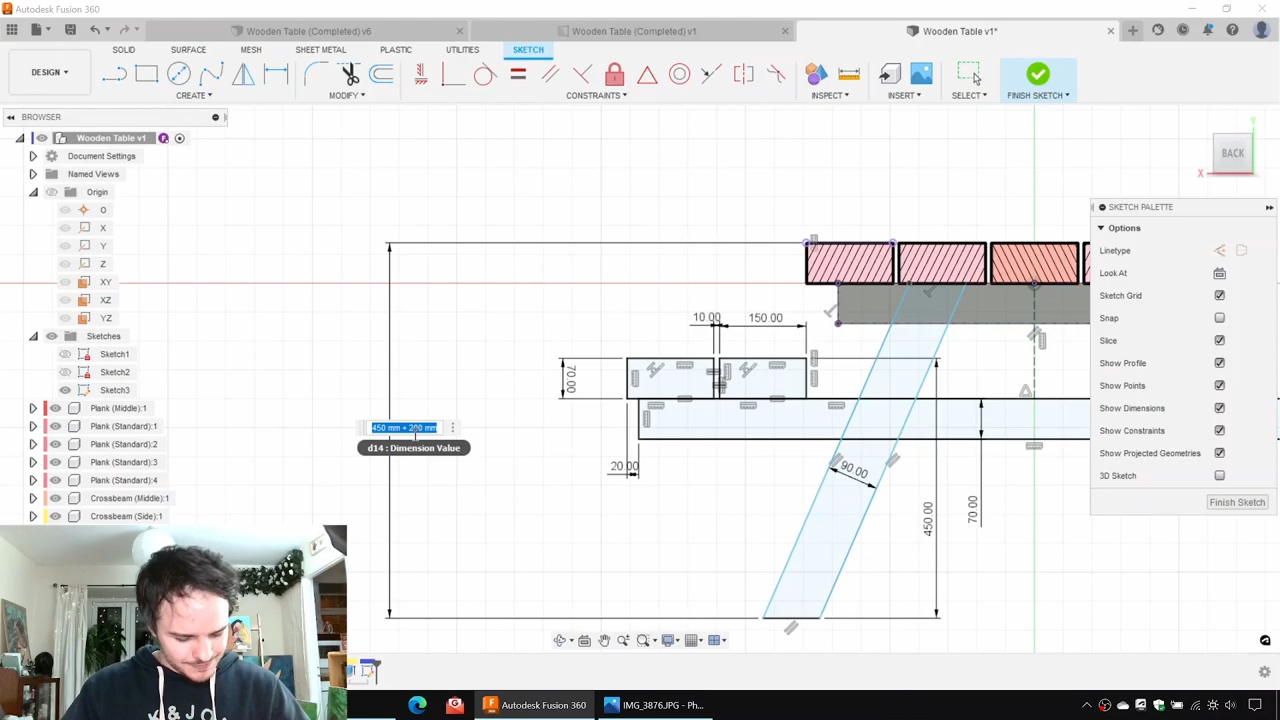 Autodesk Fusion 360
Wooden Table (Completed) v6
Wooden Table (Completed) v1
Wooden Table v1*
SOLID
SURFACE
MESH
SHEET METAL
PLASTIC
UTILITIES
SKETCH
DESIGN
CREATE
MODIFY
CONSTRAINTS
INSPECT
INSERT
SELECT
FINISH SKETCH
BROWSER
Wooden Table v1
Document Settings
Named Views
Origin
O
X
Y
Z
XY
XZ
YZ
Sketches
Sketch1
Sketch2
Sketch3
Plank (Middle):1
Plank (Standard):1
Plank (Standard):2
Plank (Standard):3
Plank (Standard):4
Crossbeam (Middle):1
Crossbeam (Side):1
BACK
X
Y
SKETCH PALETTE
Options
Linetype
Look At
Sketch Grid
Snap
Slice
Show Profile
Show Points
Show Dimensions
Show Constraints
Show Projected Geometries
3D Sketch
Finish Sketch
10.00
150.00
70.00
450 mm + 200 mm
d14 : Dimension Value
20.00
90.00
450.00
70.00
Autodesk Fusion 360
IMG_3876.JPG - Ph...